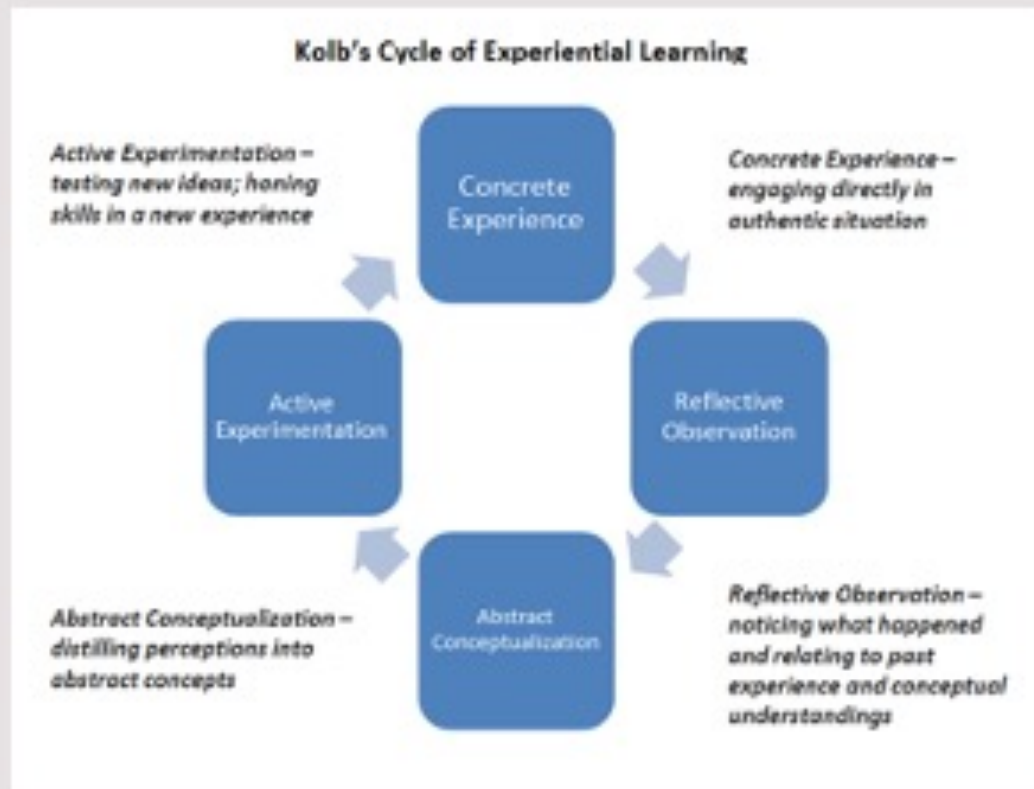 Kolb's Cycle of Experiential Learning
Active Experimentation –
testing new ideas; honing
skills in a new experience
Concrete
Experience
Concrete Experience –
engaging directly in
authentic situation
Active
Experimentation
Reflective
Observation
Abstract Conceptualization –
distilling perceptions into
abstract concepts
Abstract
Conceptualization
Reflective Observation –
noticing what happened
and relating to past
experience and conceptual
understandings